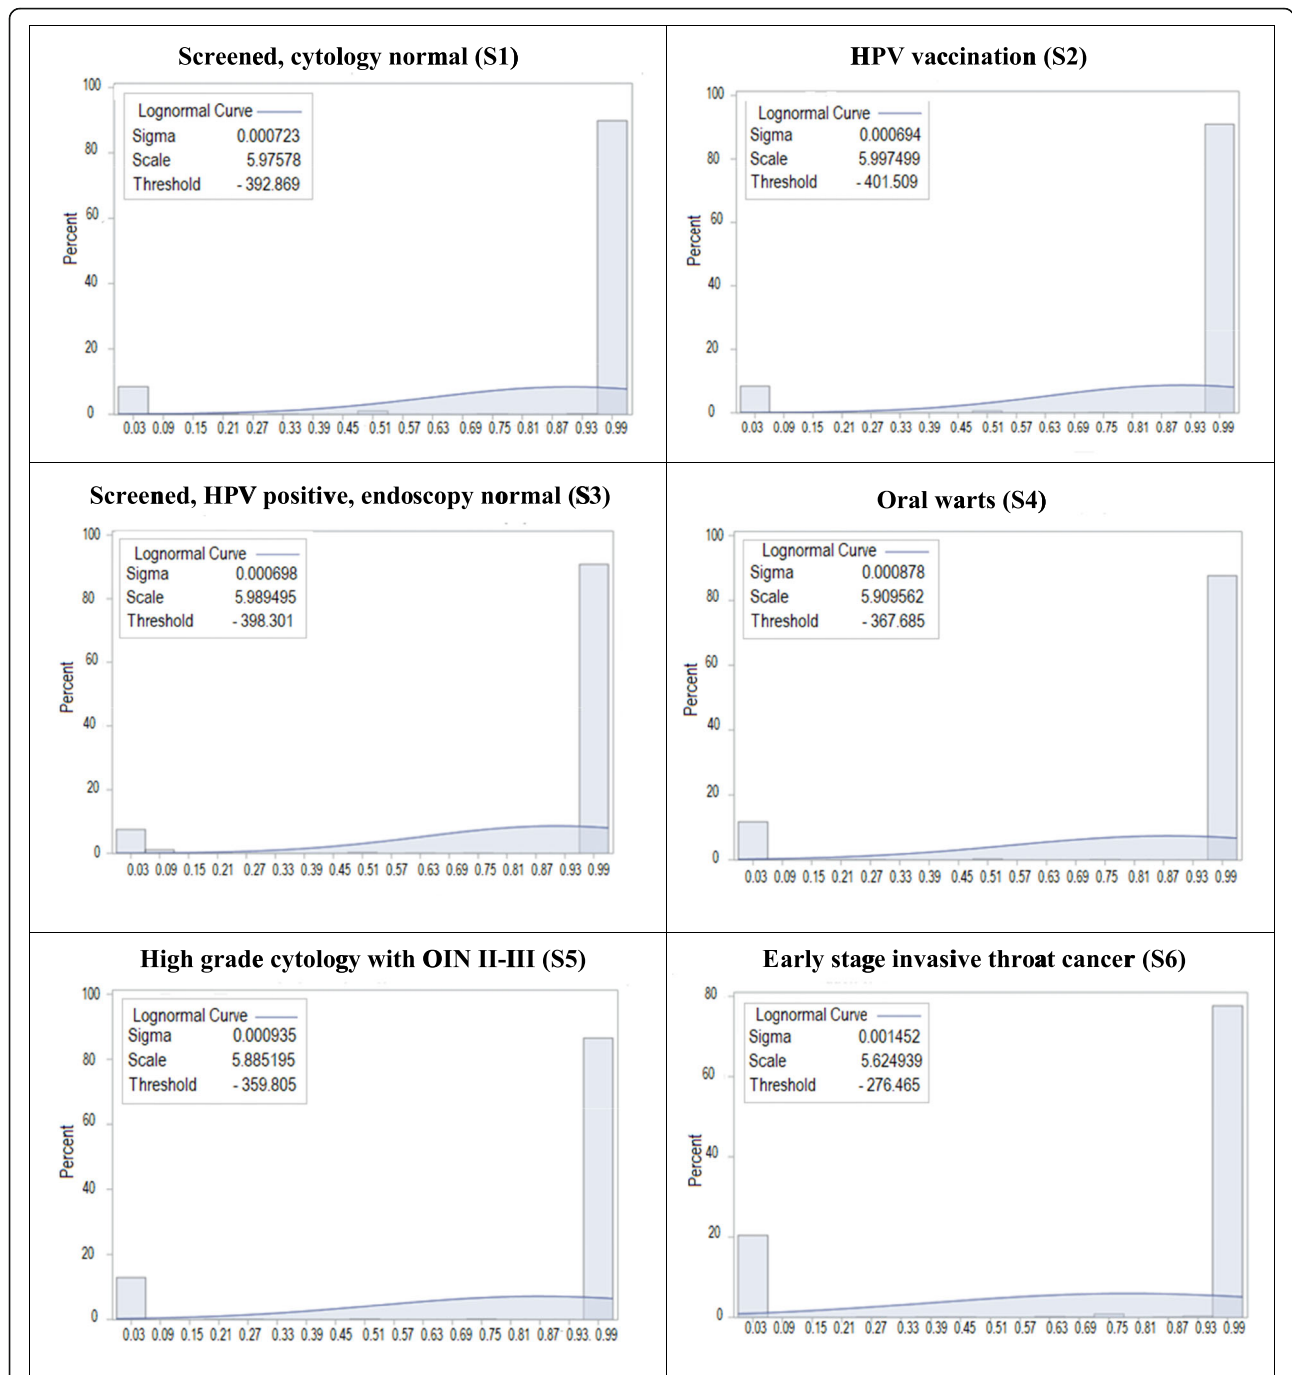 Screened, cytology normal (S1)
100
80
60
40
20
0
Percent
Lognormal Curve
Sigma 0.000723
Scale 5.97578
Threshold - 392.869
0.03 0.09 0.15 0.21 0.27 0.33 0.39 0.45 0.51 0.57 0.63 0.69 0.75 0.81 0.87 0.93 0.99
HPV vaccination (S2)
100
80
60
40
20
0
Percent
Lognormal Curve
Sigma 0.000694
Scale 5.997499
Threshold - 401.509
0.03 0.09 0.15 0.21 0.27 0.33 0.39 0.45 0.51 0.57 0.63 0.69 0.75 0.81 0.87 0.93 0.99
Screened, HPV positive, endoscopy normal (S3)
100
80
60
40
20
0
Percent
Lognormal Curve
Sigma 0.000698
Scale 5.989495
Threshold - 398.301
0.03 0.09 0.15 0.21 0.27 0.33 0.39 0.45 0.51 0.57 0.63 0.69 0.75 0.81 0.87 0.93 0.99
Oral warts (S4)
100
80
60
40
20
0
Percent
Lognormal Curve
Sigma 0.000878
Scale 5.909562
Threshold - 367.685
0.03 0.09 0.15 0.21 0.27 0.33 0.39 0.45 0.51 0.57 0.63 0.69 0.75 0.81 0.87 0.93 0.99
High grade cytology with OIN II-III (S5)
100
80
60
40
20
0
Percent
Lognormal Curve
Sigma 0.000935
Scale 5.885195
Threshold - 359.805
0.03 0.09 0.15 0.21 0.27 0.33 0.39 0.45 0.51 0.57 0.63 0.69 0.75 0.81 0.87 0.93. 0.99
Early stage invasive throat cancer (S6)
80
60
40
20
0
Percent
Lognormal Curve
Sigma 0.001452
Scale 5.624939
Threshold - 276.465
0.03 0.09 0.15 0.21 0.27 0.33 0.39 0.45 0.51 0.57 0.63 0.69 0.75 0.81 0.87 0.93 0.99